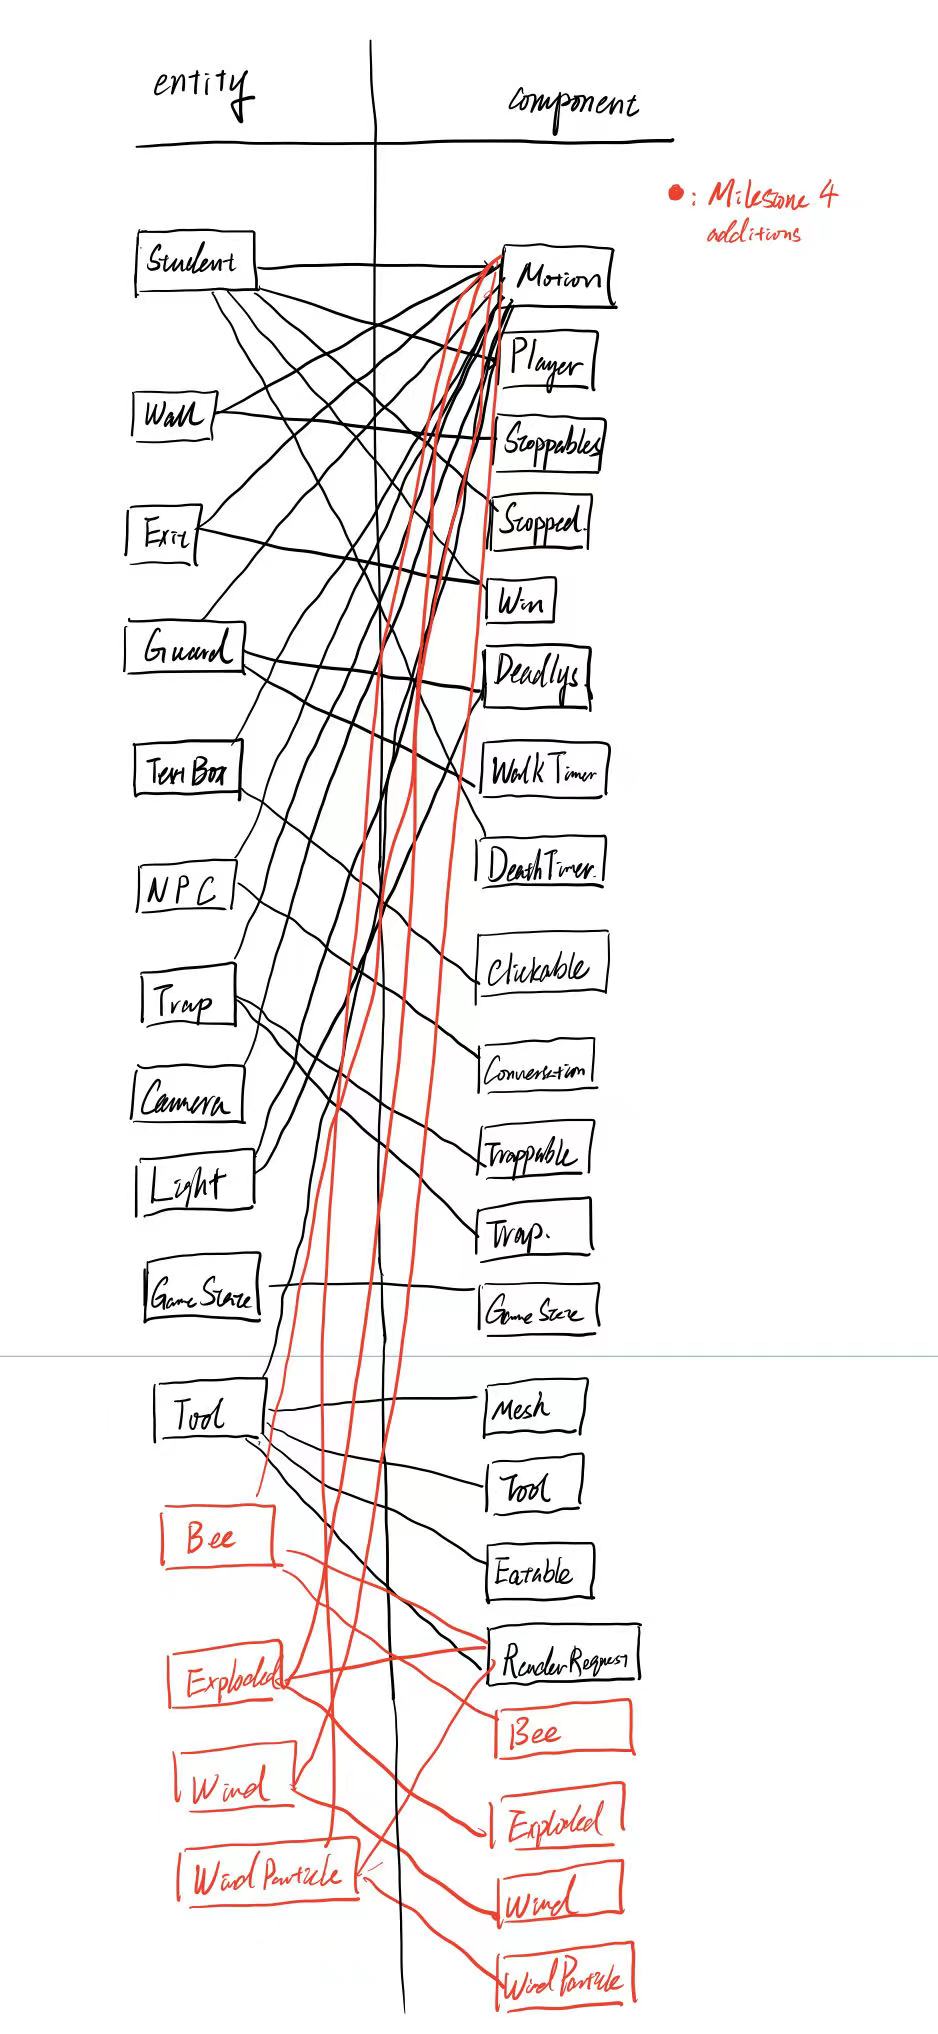 entity
component
: Milestone 4
additions
Student
Motion
Player
Wall
Stoppables
Stopped.
Exit
Win
Guard
Deadlys
Text Box
Walk Timer
Death Timer.
NPC
Clickable
Trap
Conversation
Camera
Trappable
Light
Trap.
Game State
Game State
Tool
Mesh
Tool
Bee
Eatable
Render Request
Exploded
Bee
Wind
Exploded
Wind Particle
Wind
Wind Particle